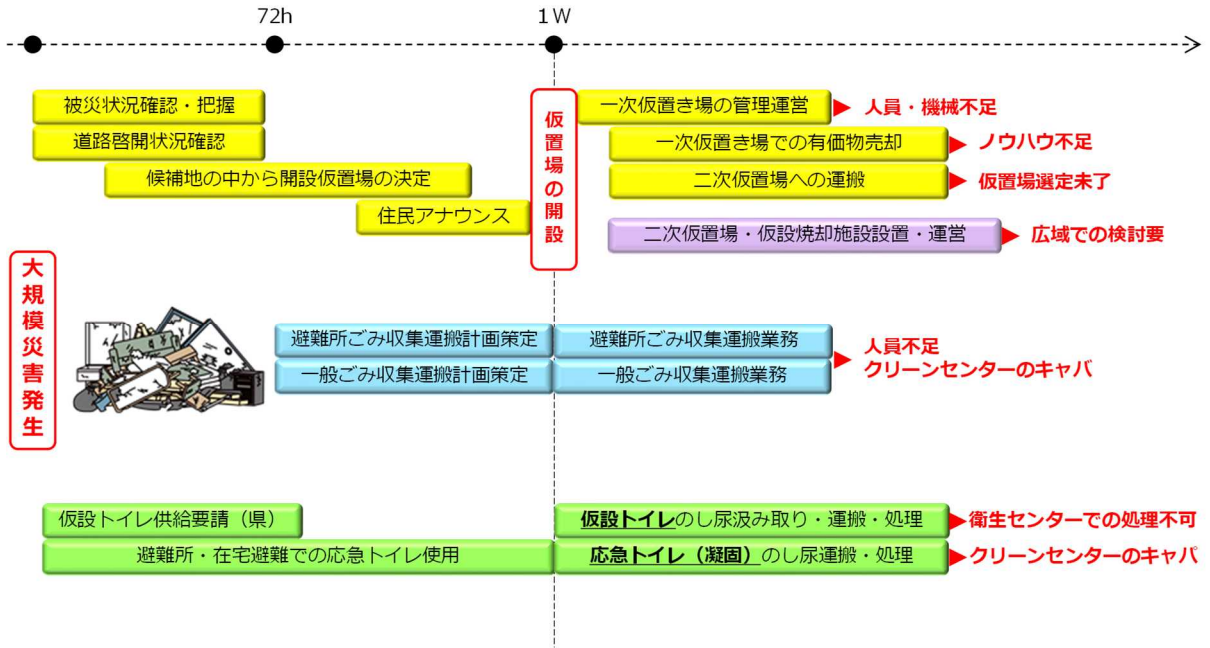 72h
1W
被災状況確認・把握
道路啓開状況確認
候補地の中から開設仮置場の決定
住民アナウンス
仮置場の開設
一次仮置き場の管理運営
人員・機械不足
一次仮置き場での有価物売却
ノウハウ不足
二次仮置場への運搬
仮置場選定未了
二次仮置場・仮設焼却施設設置・運営
広域での検討要
大規模災害発生
避難所ごみ収集運搬計画策定
避難所ごみ収集運搬業務
一般ごみ収集運搬計画策定
一般ごみ収集運搬業務
人員不足
クリーンセンターのキャパ
仮設トイレ供給要請（県）
仮設トイレのし尿汲み取り・運搬・処理
衛生センターでの処理不可
避難所・在宅避難での応急トイレ使用
応急トイレ（凝固）のし尿運搬・処理
クリーンセンターのキャパ